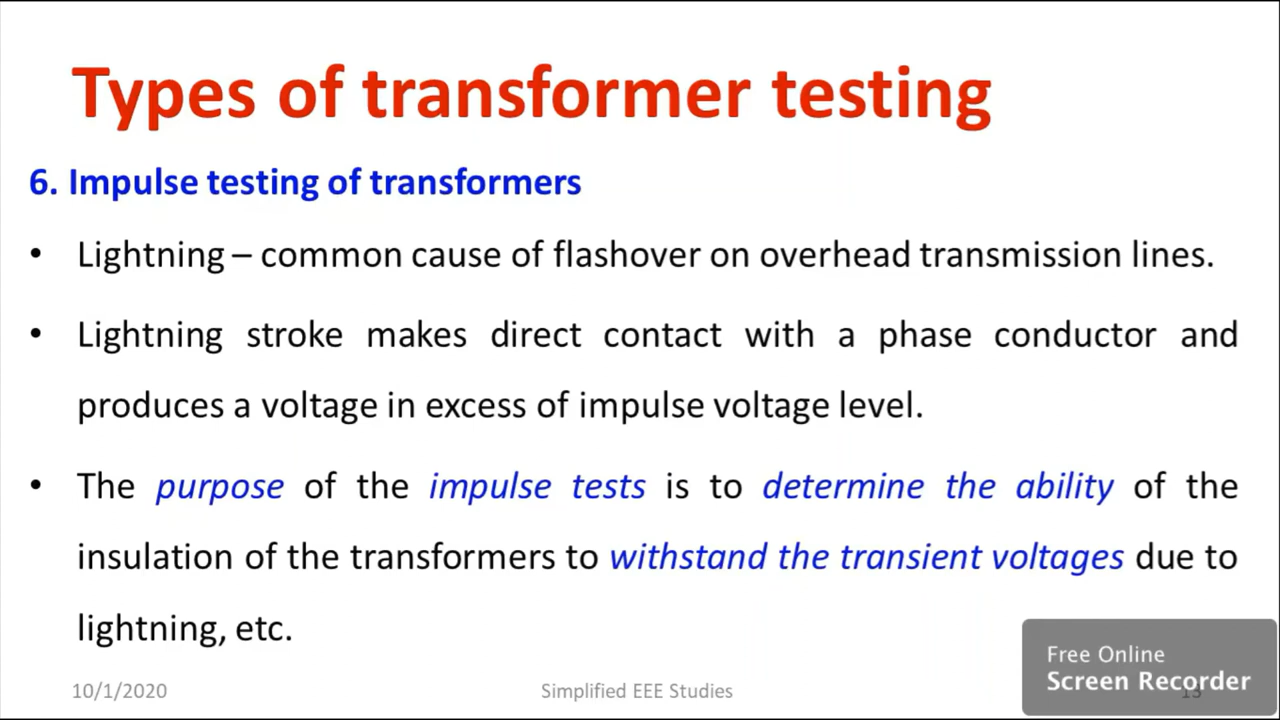 Types of transformer testing
6. Impulse testing of transformers
• Lightning – common cause of flashover on overhead transmission lines.
• Lightning stroke makes direct contact with a phase conductor and
produces a voltage in excess of impulse voltage level.
• The purpose of the impulse tests is to determine the ability of the
insulation of the transformers to withstand the transient voltages due to
lightning, etc.
10/1/2020
Simplified EEE Studies
13
Free Online
Screen Recorder